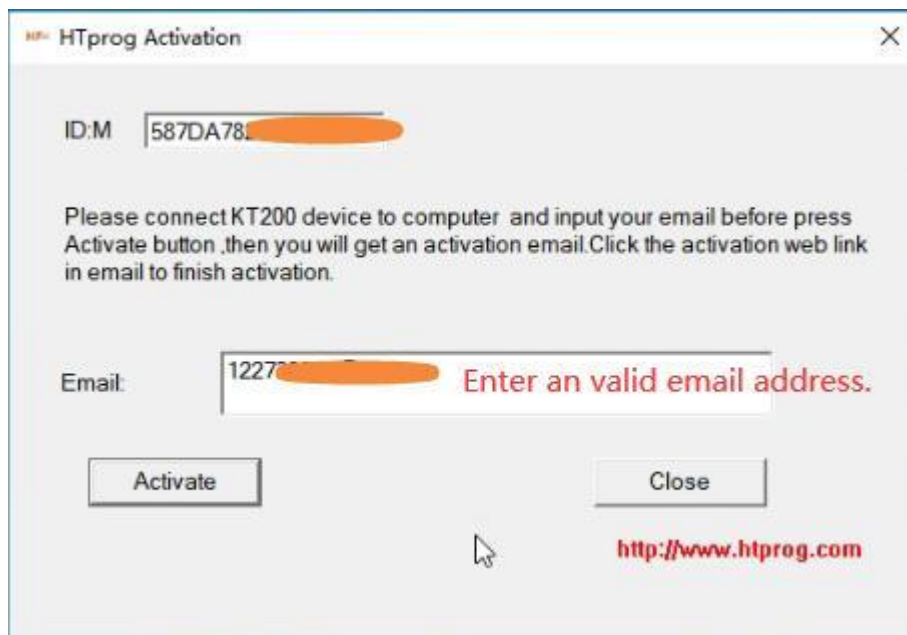 HTprog Activation
ID:M 587DA78
Please connect KT200 device to computer and input your email before press
Activate button ,then you will get an activation email.Click the activation web link
in email to finish activation.
Email: 1227 Enter an valid email address.
Activate Close
http://www.htprog.com